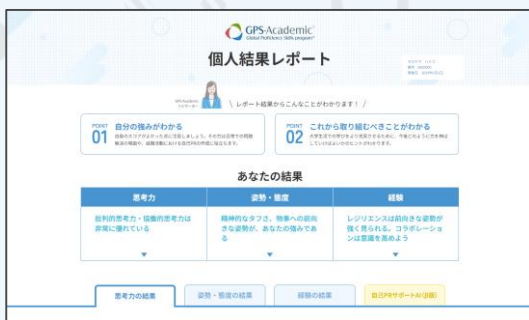 GPS-Academic
Global Proficiency Skills program
個人結果レポート
レポート結果からこんなことがわかります！
POINT
01
自分の強みがわかる
POINT
02
これから取り組むべきことがわかる
あなたの結果
思考力
姿勢・態度
経験
批判的思考力・協働的思考力は
非常に優れている
精神的なタフさ、物事への前向
きな姿勢が、あなたの強みであ
る
レジリエンスは前向きな姿勢が
強く見られる。コラボレーショ
ンは意識を高めよう
思考力の結果
姿勢・態度の結果
経験の結果
自己PRサポートAI(β版)